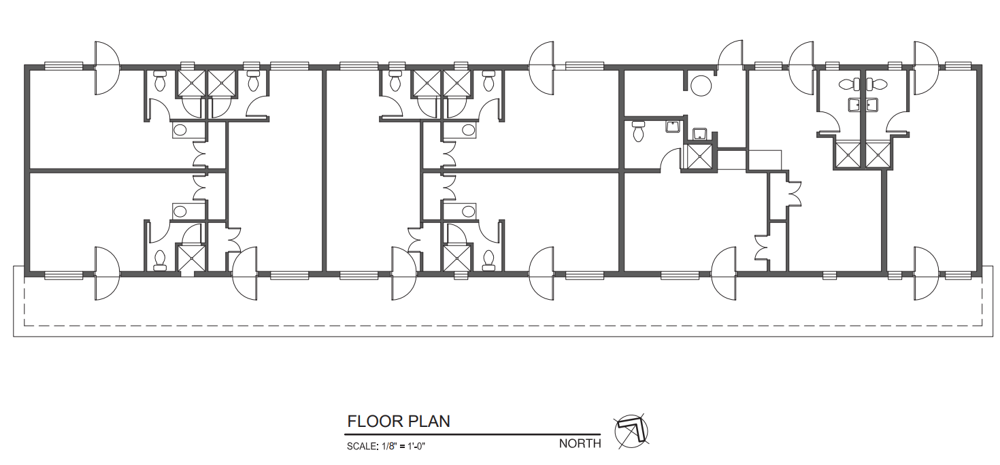 FLOOR PLAN
SCALE: 1/8" = 1'-0"
NORTH